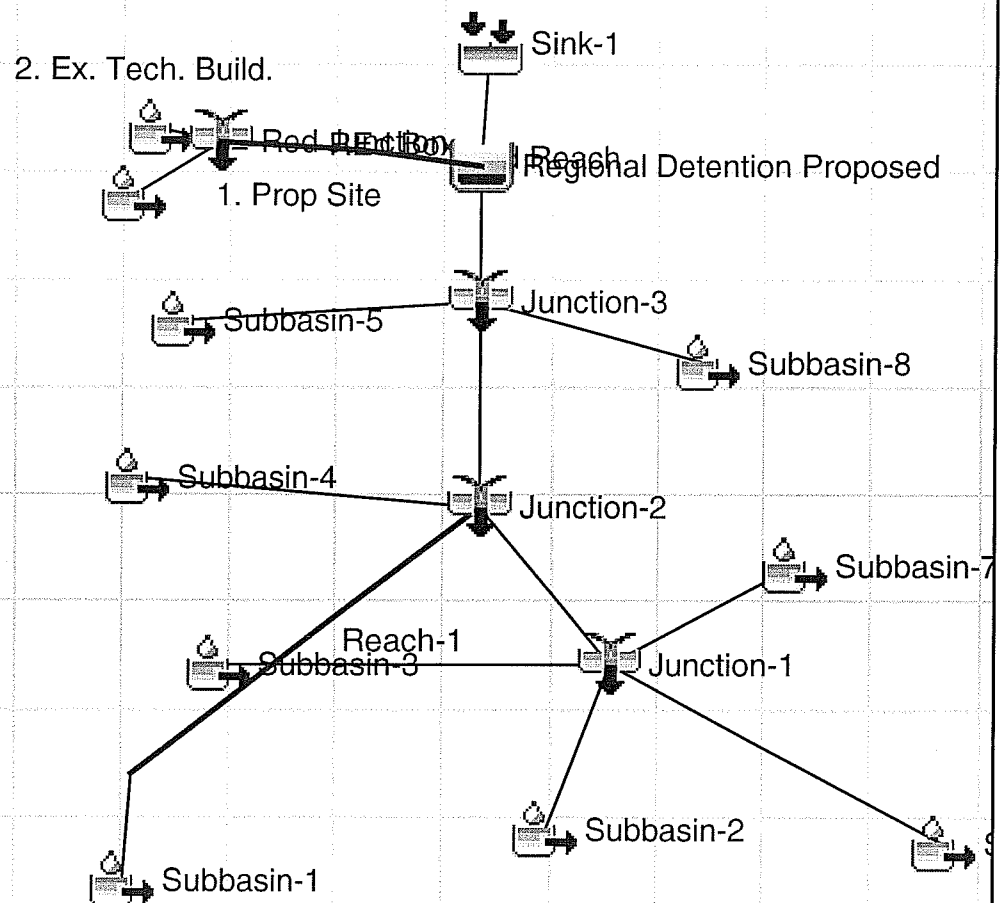 Sink-1
2. Ex. Tech. Build.
Reach
Regional Detention Proposed
1. Prop Site
Junction-3
Subbasin-5
Subbasin-8
Subbasin-4
Junction-2
Subbasin-7
Reach-1
Subbasin-3
Junction-1
Subbasin-2
Subbasin-1